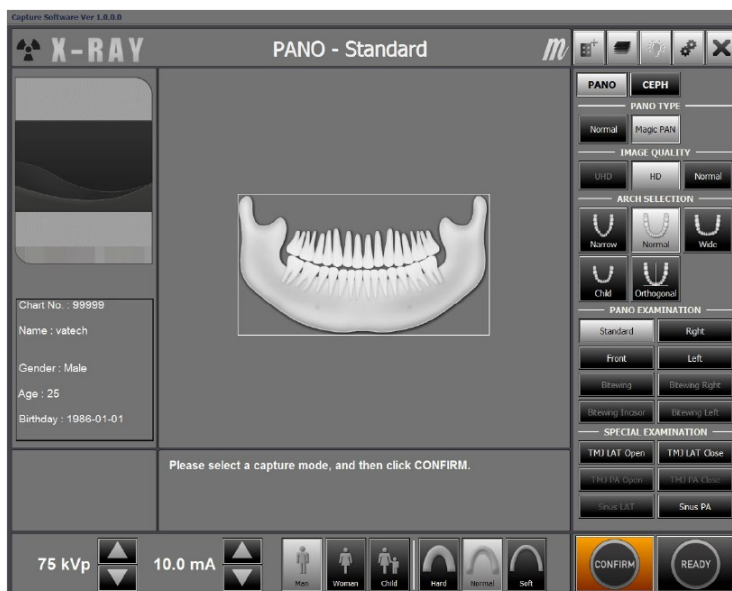 Capture Software Ver 1.0.0.0
X-RAY
PANO - Standard
m
PANO CEPH
PANO TYPE
Normal Magic PAN
IMAGE QUALITY
UHD HD Normal
ARCH SELECTION
Narrow Normal Wide
Child Orthogonal
PANO EXAMINATION
Standard Right
Front Left
Bitewing Bitewing Right
Bitewing Incisor Bitewing Left
SPECIAL EXAMINATION
TMJ LAT Open TMJ LAT Close
TMJ PA Open TMJ PA Close
Sinus LAT Sinus PA
Chart No. : 99999
Name : vatech
Gender : Male
Age : 25
Birthday : 1986-01-01
Please select a capture mode, and then click CONFIRM.
75 kVp 10.0 mA
Man Woman Child Hard Normal Soft
CONFIRM READY